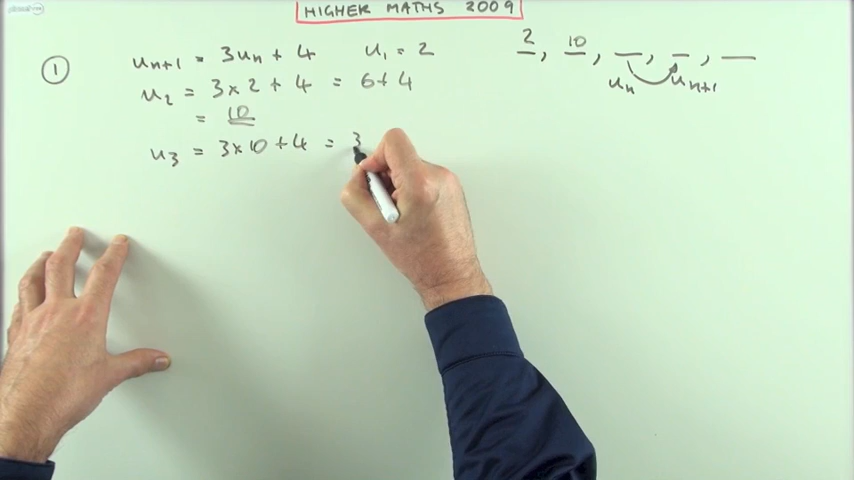 HIGHER MATHS 2009
① uₙ₊₁ = 3uₙ + 4 u₁ = 2
2, 10, __, __, __
uₙ uₙ₊₁
u₂ = 3×2 + 4 = 6+4
= 10
u₃ = 3×10 + 4 = 3